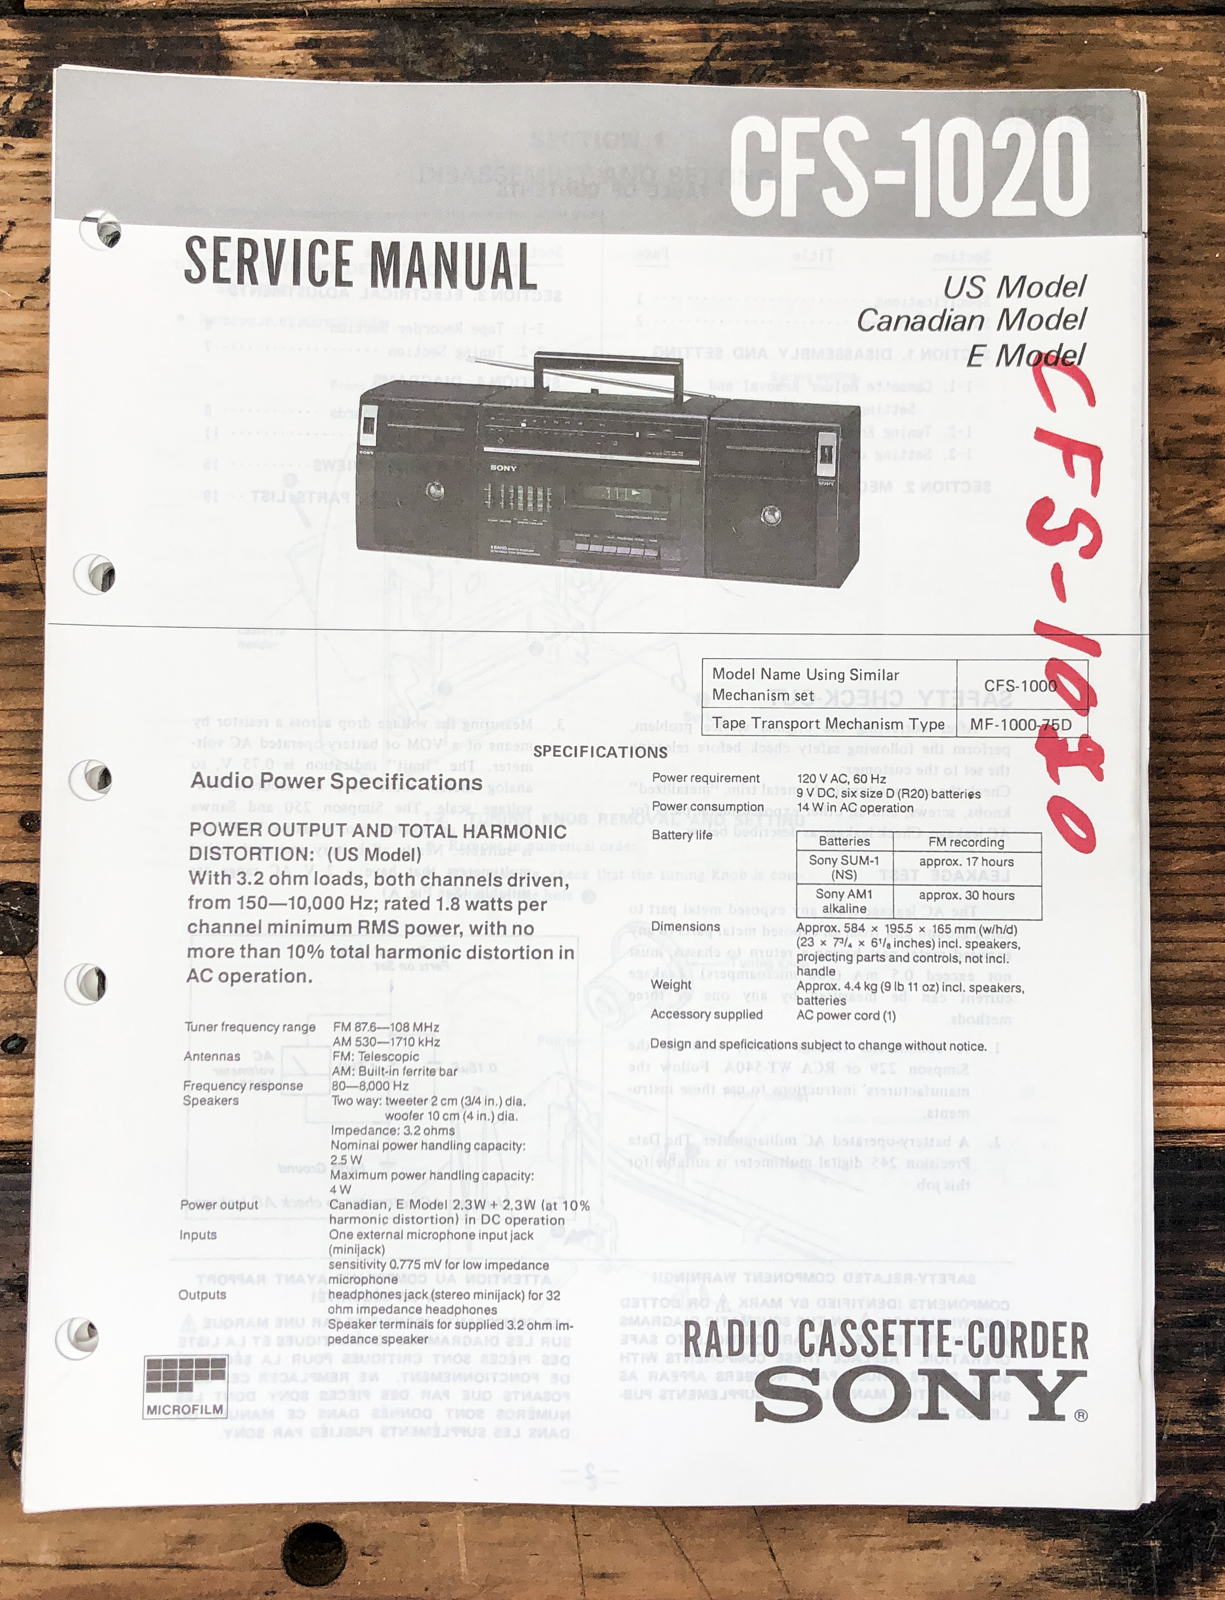 CFS-1020
SERVICE MANUAL
US Model
Canadian Model
E Model
CFS-1020
SONY
Model Name Using Similar Mechanism set
CFS-1000
Tape Transport Mechanism Type
MF-1000-75D
SPECIFICATIONS
Audio Power Specifications
POWER OUTPUT AND TOTAL HARMONIC
DISTORTION: (US Model)
With 3.2 ohm loads, both channels driven,
from 150—10,000 Hz; rated 1.8 watts per
channel minimum RMS power, with no
more than 10% total harmonic distortion in
AC operation.
Tuner frequency range FM 87.6—108 MHz
AM 530—1710 kHz
Antennas FM: Telescopic
AM: Built-in ferrite bar
Frequency response 80—8,000 Hz
Speakers Two way: tweeter 2 cm (3/4 in.) dia.
woofer 10 cm (4 in.) dia.
Impedance: 3.2 ohms
Nominal power handling capacity:
2.5 W
Maximum power handling capacity:
4 W
Power output Canadian, E Model 2.3W + 2.3W (at 10%
harmonic distortion) in DC operation
Inputs One external microphone input jack
(minijack)
sensitivity 0.775 mV for low impedance
microphone
Outputs headphones jack (stereo minijack) for 32
ohm impedance headphones
Speaker terminals for supplied 3.2 ohm im-
pedance speaker
Power requirement 120 V AC, 60 Hz
9 V DC, six size D (R20) batteries
Power consumption 14 W in AC operation
Battery life
Batteries FM recording
Sony SUM-1 (NS) approx. 17 hours
Sony AM1 alkaline approx. 30 hours
Dimensions Approx. 584 × 195.5 × 165 mm (w/h/d)
(23 × 7¾ × 6⅛ inches) incl. speakers,
projecting parts and controls, not incl.
handle
Weight Approx. 4.4 kg (9 lb 11 oz) incl. speakers,
batteries
Accessory supplied AC power cord (1)
Design and speficications subject to change without notice.
MICROFILM
RADIO CASSETTE-CORDER
SONY®